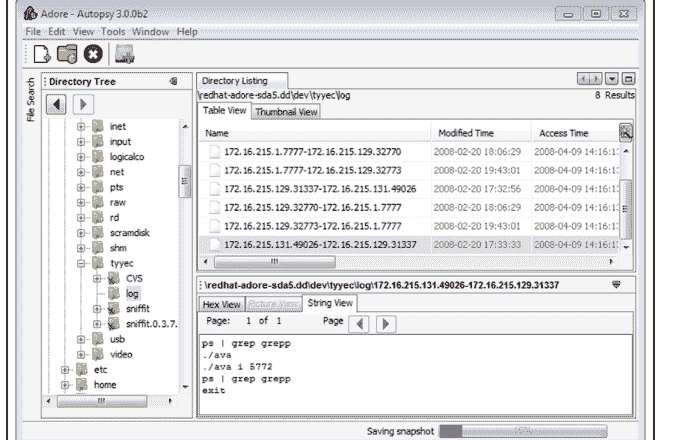 Adore - Autopsy 3.0.0b2
File Edit View Tools Window Help
File Search
Directory Tree
inet
input
logicalco
net
pts
raw
rd
scramdisk
shm
tyyec
CVS
log
sniffit
sniffit.0.3.7.
usb
video
etc
home
Directory Listing
\redhat-adore-sda5.dd\dev\tyyec\log
8 Results
Table View Thumbnail View
Name Modified Time Access Time
172.16.215.1.7777-172.16.215.129.32770 2008-02-20 18:06:29 2008-04-09 14:16:1
172.16.215.1.7777-172.16.215.129.32773 2008-02-20 19:43:01 2008-04-09 14:16:1
172.16.215.129.31337-172.16.215.131.49026 2008-02-20 17:32:56 2008-04-09 14:16:1
172.16.215.129.32770-172.16.215.1.7777 2008-02-20 18:06:29 2008-04-09 14:16:1
172.16.215.129.32773-172.16.215.1.7777 2008-02-20 19:43:01 2008-04-09 14:16:1
172.16.215.131.49026-172.16.215.129.31337 2008-02-20 17:33:33 2008-04-09 14:16:1
\redhat-adore-sda5.dd\dev\tyyec\log\172.16.215.131.49026-172.16.215.129.31337
Hex View Picture View String View
Page: 1 of 1 Page
ps | grep grepp
./ava
./ava i 5772
ps | grep grepp
exit
Saving snapshot